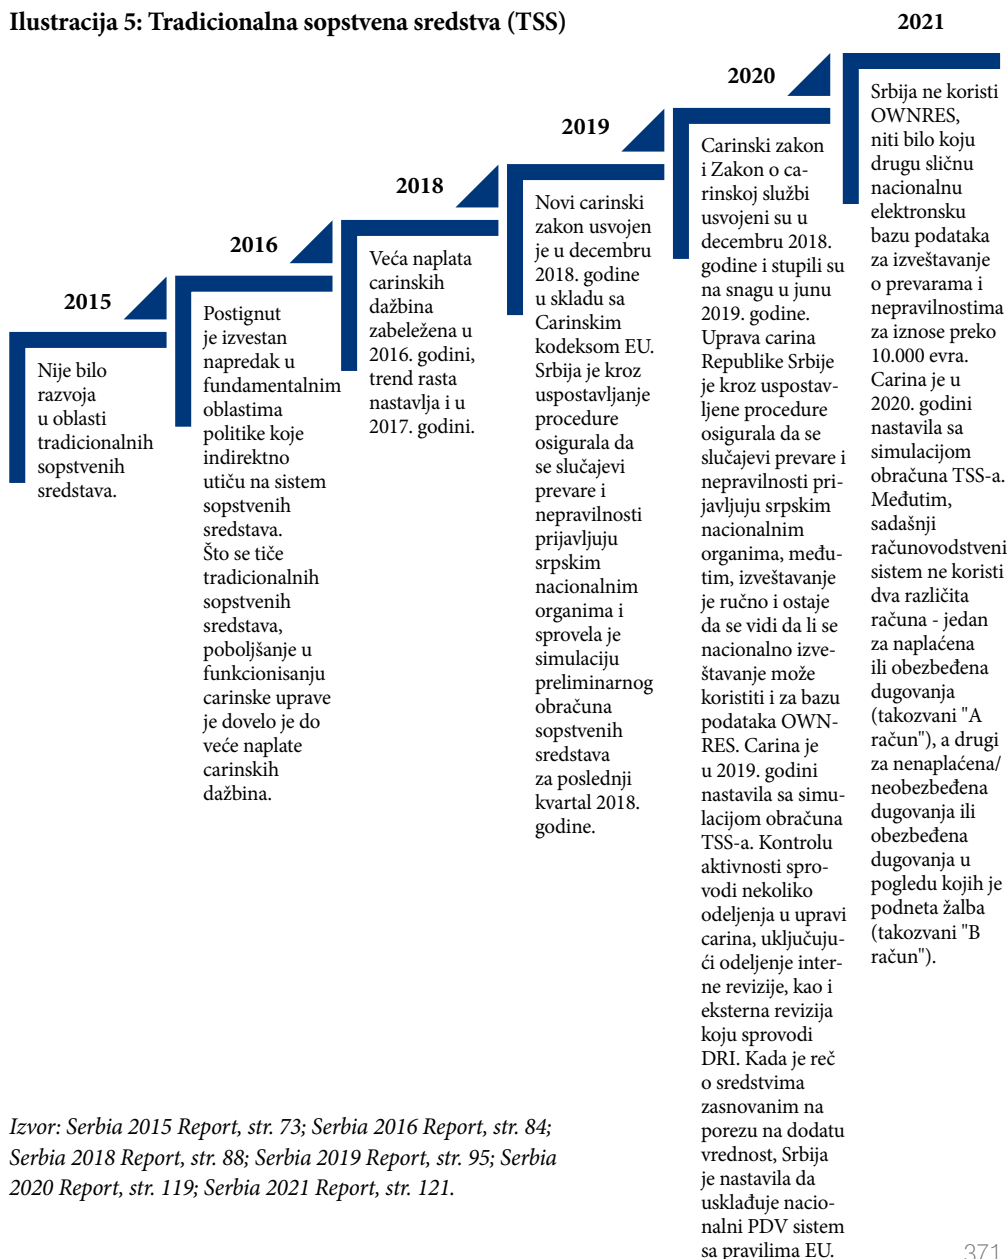 Ilustracija 5: Tradicionalna sopstvena sredstva (TSS)
2015
Nije bilo
razvoja
u oblasti
tradicionalnih
sopstvenih
sredstava.
2016
Postignut
je izvestan
napredak u
fundamentalnim
oblastima
politike koje
indirektno
utiču na sistem
sopstvenih
sredstava.
Što se tiče
tradicionalnih
sopstvenih
sredstva,
poboljšanje u
funkcionisanju
carinske uprave
je dovelo je do
veće naplate
carinskih
dažbina.
2018
Veća naplata
carinskih
dažbina
zabeležena u
2016. godini,
trend rasta
nastavlja i u
2017. godini.
2019
Novi carinski
zakon usvojen
je u decembru
2018. godine
u skladu sa
Carinskim
kodeksom EU.
Srbija je kroz
uspostavljanje
procedure
osigurala da
se slučajevi
prevare i
nepravilnosti
prijavljuju
srpskim
nacionalnim
organima i
sprovela je
simulaciju
preliminarnog
obračuna
sopstvenih
sredstava
za poslednji
kvartal 2018.
godine.
2020
Carinski zakon
i Zakon o ca-
rinskoj službi
usvojeni su u
decembru 2018.
godine i stupili su
na snagu u junu
2019. godine.
Uprava carina
Republike Srbije
je kroz uspostav-
ljene procedure
osigurala da se
slučajevi prevare i
nepravilnosti pri-
javljuju srpskim
nacionalnim
organima, među-
tim, izveštavanje
je ručno i ostaje
da se vidi da li se
nacionalno izve-
štavanje može
koristiti i za bazu
podataka OWN-
RES. Carina je
u 2019. godini
nastavila sa simu-
lacijom obračuna
TSS-a. Kontrolu
aktivnosti spro-
vodi nekoliko
odeljenja u upravi
carina, uključuju-
ći odeljenje inter-
ne revizije, kao i
eksterna revizija
koju sprovodi
DRI. Kada je reč
o sredstvima
zasnovanim na
porezu na dodatu
vrednost, Srbija
je nastavila da
usklađuje nacio-
nalni PDV sistem
sa pravilima EU.
2021
Srbija ne koristi
OWNRES,
niti bilo koju
drugu sličnu
nacionalnu
elektronsku
bazu podataka
za izveštavanje
o prevarama i
nepravilnostima
za iznose preko
10.000 evra.
Carina je u
2020. godini
nastavila sa
simulacijom
obračuna TSS-a.
Međutim,
sadašnji
računovodstveni
sistem ne koristi
dva različita
računa - jedan
za naplaćena
ili obezbeđena
dugovanja
(takozvani "A
račun"), a drugi
za nenaplaćena/
neobezbeđena
dugovanja ili
obezbeđena
dugovanja u
pogledu kojih je
podneta žalba
(takozvani "B
račun").
Izvor: Serbia 2015 Report, str. 73; Serbia 2016 Report, str. 84;
Serbia 2018 Report, str. 88; Serbia 2019 Report, str. 95; Serbia
2020 Report, str. 119; Serbia 2021 Report, str. 121.
371